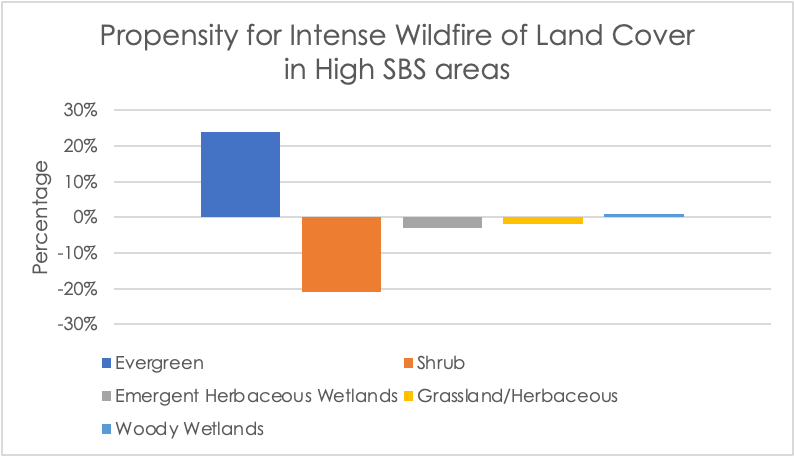 Propensity for Intense Wildfire of Land Cover
in High SBS areas
30%
20%
10%
0%
-10%
-20%
-30%
Percentage
Evergreen
Shrub
Emergent Herbaceous Wetlands
Grassland/Herbaceous
Woody Wetlands